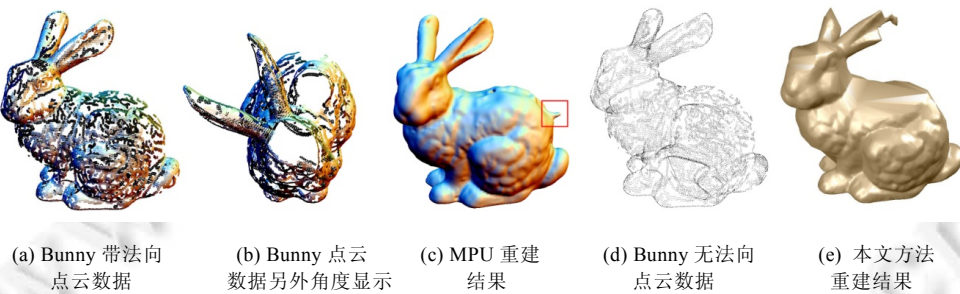 (a) Bunny 带法向
点云数据
(b) Bunny 点云
数据另外角度显示
(c) MPU 重建
结果
(d) Bunny 无法向
点云数据
(e) 本文方法
重建结果